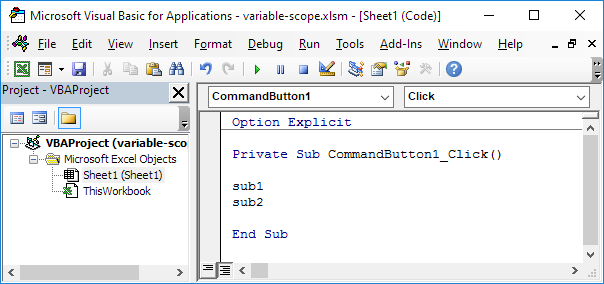 Microsoft Visual Basic for Applications - variable-scope.xlsm - [Sheet1 (Code)]
File Edit View Insert Format Debug Run Tools Add-Ins Window Help
Project - VBAProject
VBAProject (variable-sco
Microsoft Excel Objects
Sheet1 (Sheet1)
ThisWorkbook
CommandButton1 Click
Option Explicit
Private Sub CommandButton1_Click()
sub1
sub2
End Sub